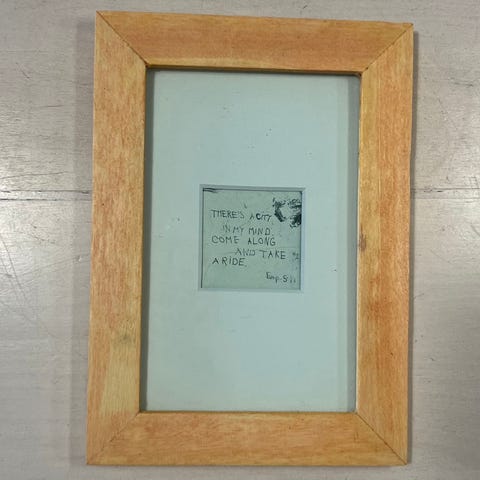 THERE'S A CITY
IN MY MIND.
COME ALONG
AND TAKE
A RIDE.